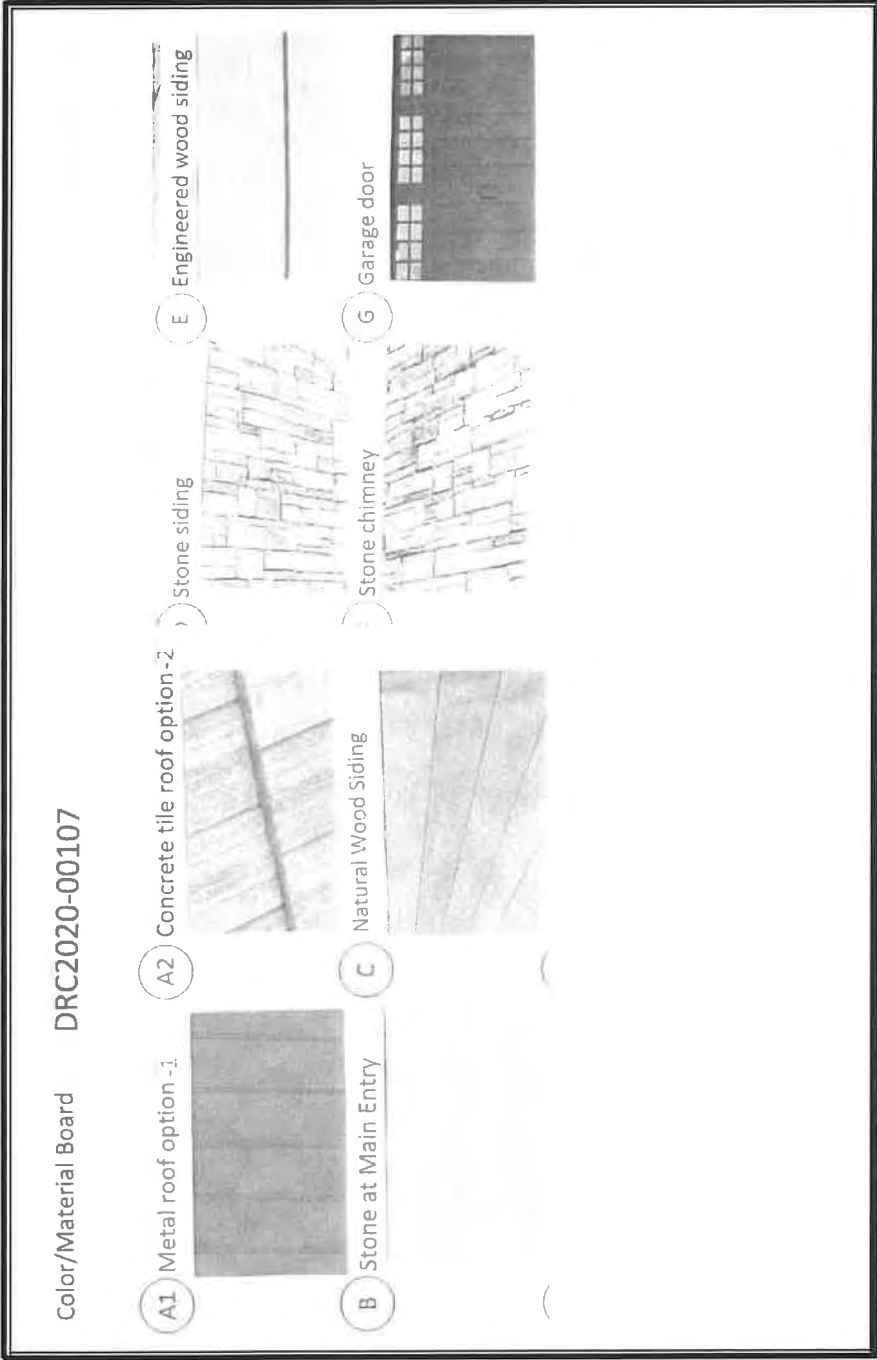 Color/Material Board DRC2020-00107
A1 Metal roof option -1
A2 Concrete tile roof option -2
Stone siding
E Engineered wood siding
B Stone at Main Entry
C Natural Wood Siding
Stone chimney
G Garage door